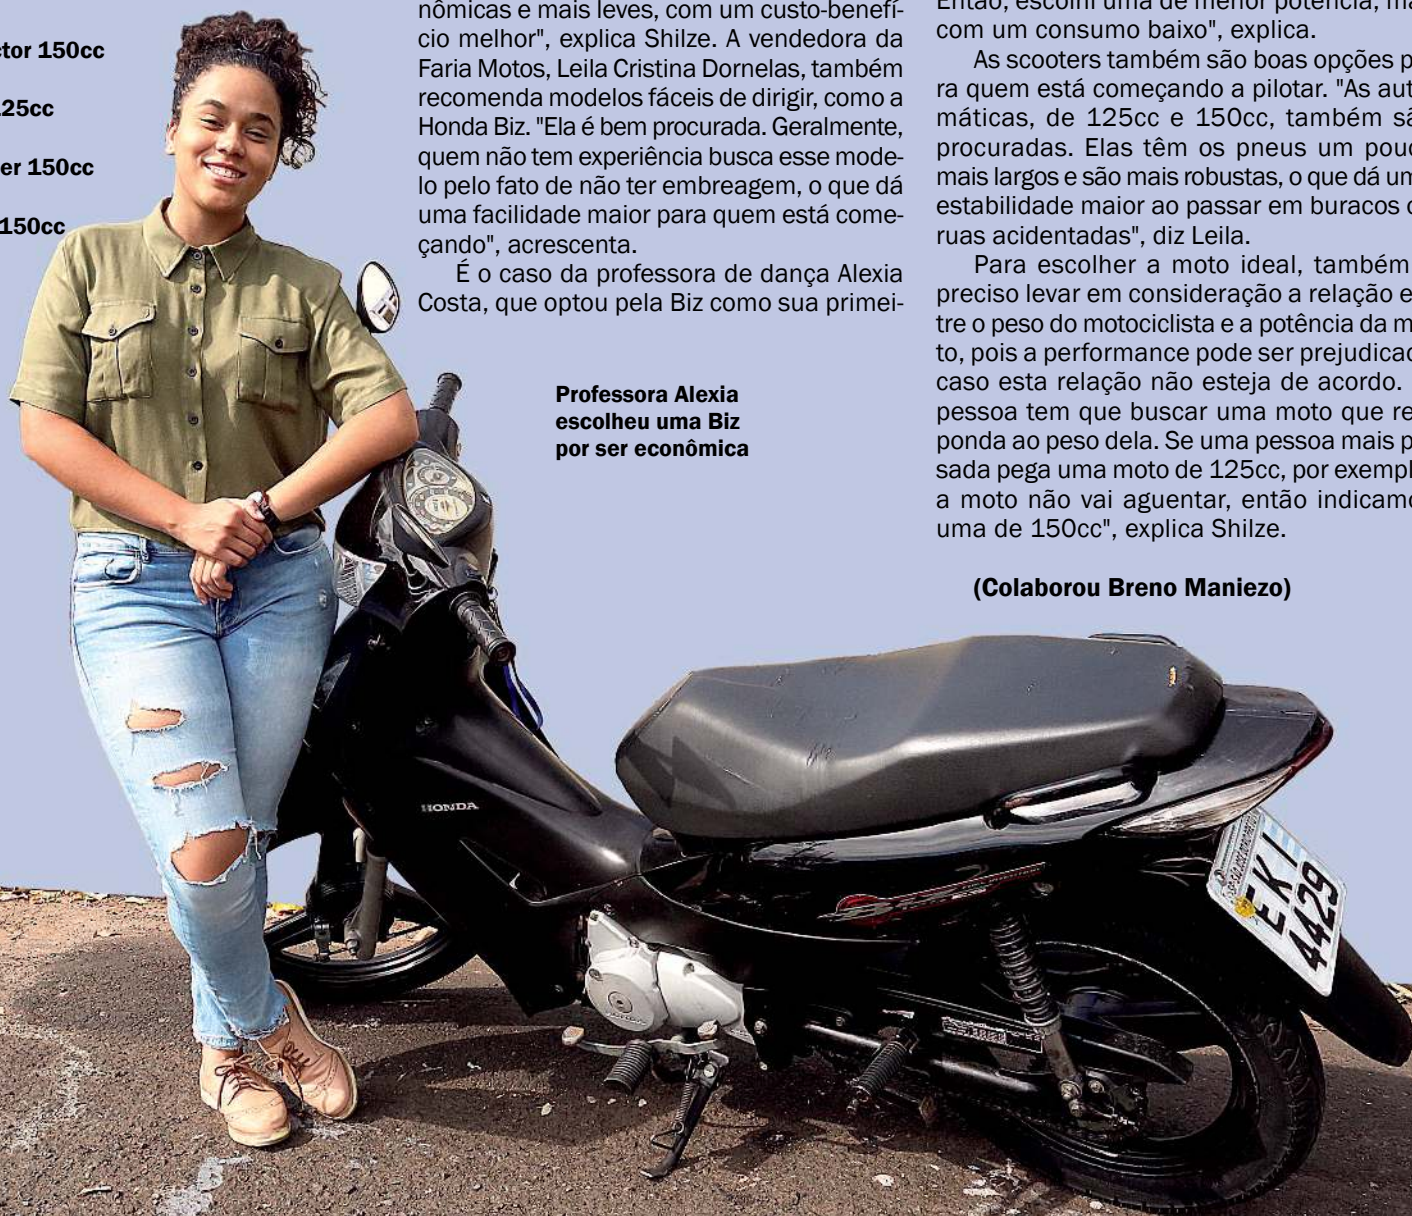 ctor 150cc
25cc
er 150cc
150cc
nômicas e mais leves, com um custo-benefí-
cio melhor", explica Shilze. A vendedora da
Faria Motos, Leila Cristina Dornelas, também
recomenda modelos fáceis de dirigir, como a
Honda Biz. "Ela é bem procurada. Geralmente,
quem não tem experiência busca esse mode-
lo pelo fato de não ter embreagem, o que dá
uma facilidade maior para quem está come-
çando", acrescenta.
É o caso da professora de dança Alexia
Costa, que optou pela Biz como sua primei-
Então, escolhi uma de menor potência, ma
com um consumo baixo", explica.
As scooters também são boas opções p
ra quem está começando a pilotar. "As aut
máticas, de 125cc e 150cc, também sã
procuradas. Elas têm os pneus um pouc
mais largos e são mais robustas, o que dá um
estabilidade maior ao passar em buracos o
ruas acidentadas", diz Leila.
Para escolher a moto ideal, também
preciso levar em consideração a relação e
tre o peso do motociclista e a potência da m
to, pois a performance pode ser prejudicad
caso esta relação não esteja de acordo.
pessoa tem que buscar uma moto que re
ponda ao peso dela. Se uma pessoa mais p
sada pega uma moto de 125cc, por exempl
a moto não vai aguentar, então indicamo
uma de 150cc", explica Shilze.
(Colaborou Breno Maniezo)
Professora Alexia
escolheu uma Biz
por ser econômica
HONDA
EKI
4429